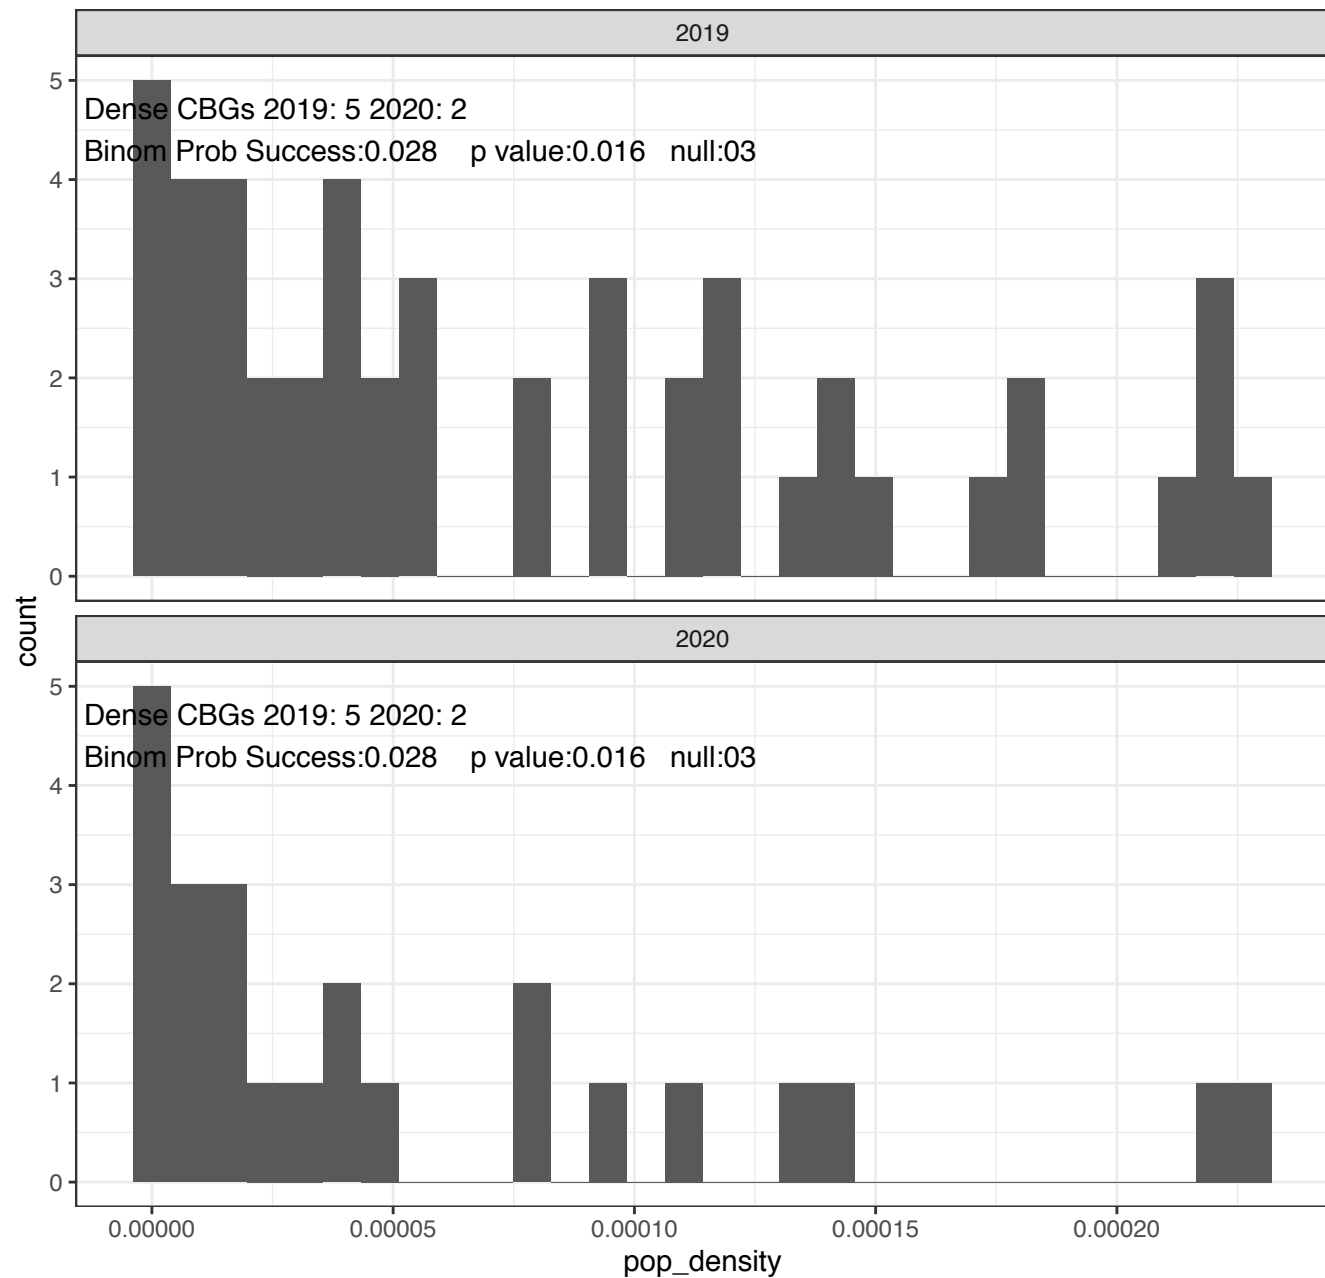 2019
5
Dense CBGs 2019: 5 2020: 2
Binom Prob Success:0.028 p value:0.016 null:03
4
3
2
1
0
count
2020
5
Dense CBGs 2019: 5 2020: 2
Binom Prob Success:0.028 p value:0.016 null:03
4
3
2
1
0
0.00000 0.00005 0.00010 0.00015 0.00020
pop_density